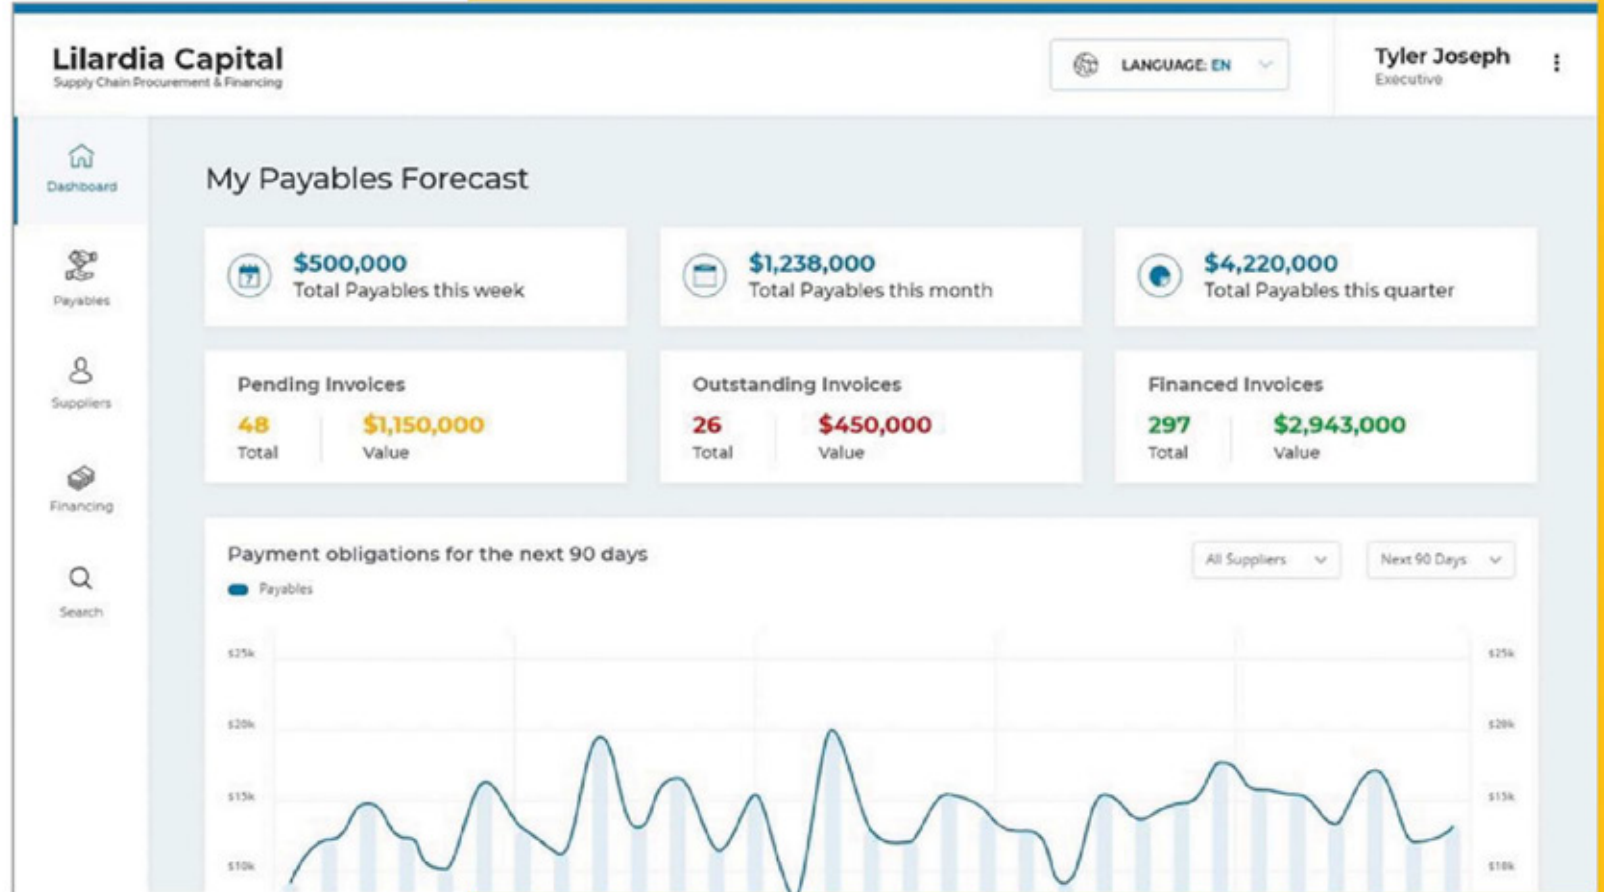 Lilardia Capital
Supply Chain Procurement & Financing
LANGUAGE: EN
Tyler Joseph
Executive
Dashboard
Payables
Suppliers
Financing
Search
My Payables Forecast
7
$500,000
Total Payables this week
$1,238,000
Total Payables this month
$4,220,000
Total Payables this quarter
Pending Invoices
48
Total
$1,150,000
Value
Outstanding Invoices
26
Total
$450,000
Value
Financed Invoices
297
Total
$2,943,000
Value
Payment obligations for the next 90 days
Payables
All Suppliers
Next 90 Days
$25k
$20k
$15k
$10k
$25k
$20k
$15k
$10k